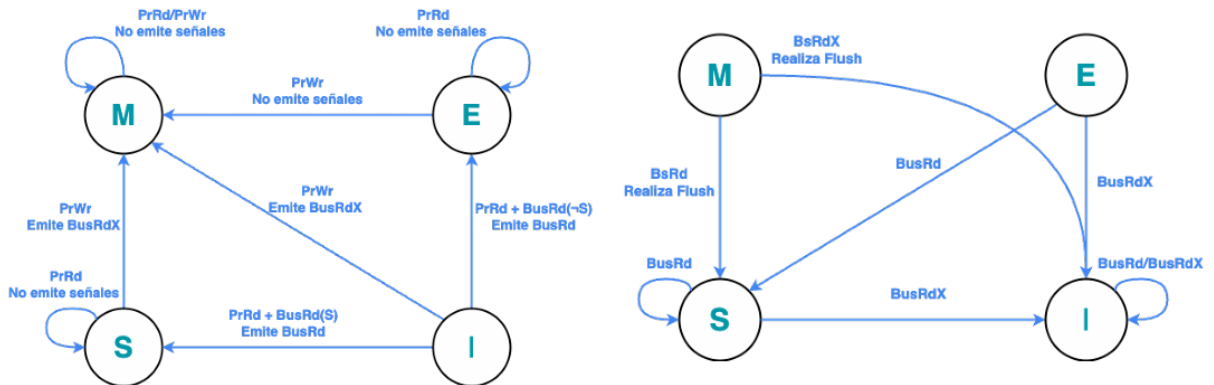 PrRd/PrWr
No emite señales
PrRd
No emite señales
M
PrWr
No emite señales
E
PrWr
Emite BusRdX
PrWr
Emite BusRdX
PrRd + BusRd(¬S)
Emite BusRd
PrRd
No emite señales
S
PrRd + BusRd(S)
Emite BusRd
I
M
BsRdX
Realiza Flush
E
BsRd
Realiza Flush
BusRd
BusRdX
BusRd
S
BusRdX
BusRd/BusRdX
I